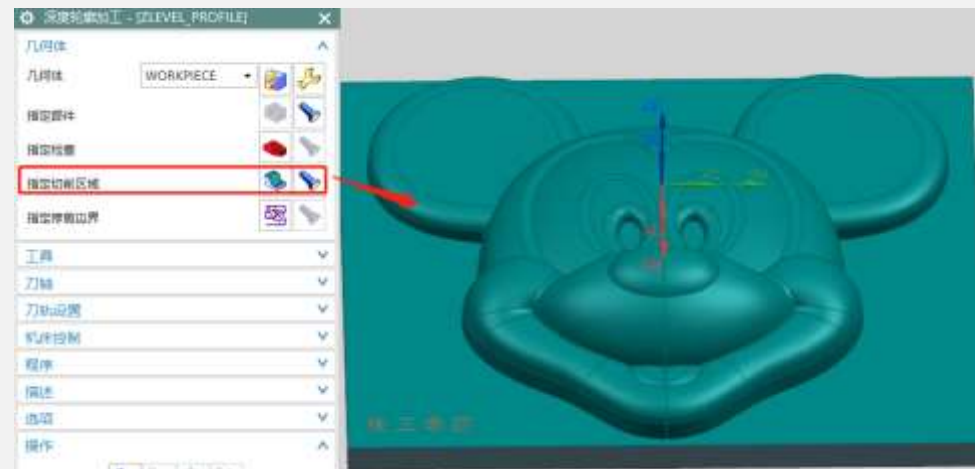 深度轮廓加工 - [ZLEVEL_PROFILE]
几何体
几何体 WORKPIECE
指定部件
指定检查
指定切削区域
指定修剪边界
工具
刀轴
刀轨设置
机床控制
程序
描述
选项
操作